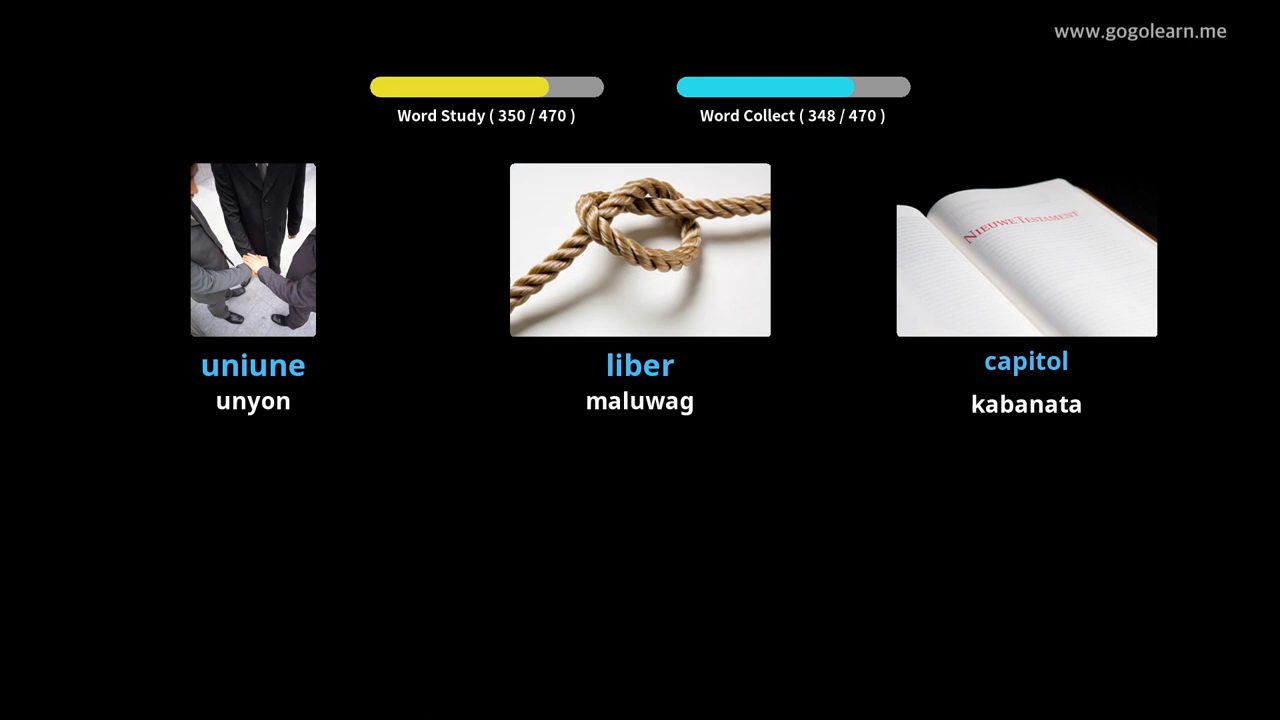 www.gogolearn.me
Word Study ( 350 / 470 )
Word Collect ( 348 / 470 )
NIEUWE TESTAMENT
uniune
unyon
liber
maluwag
capitol
kabanata